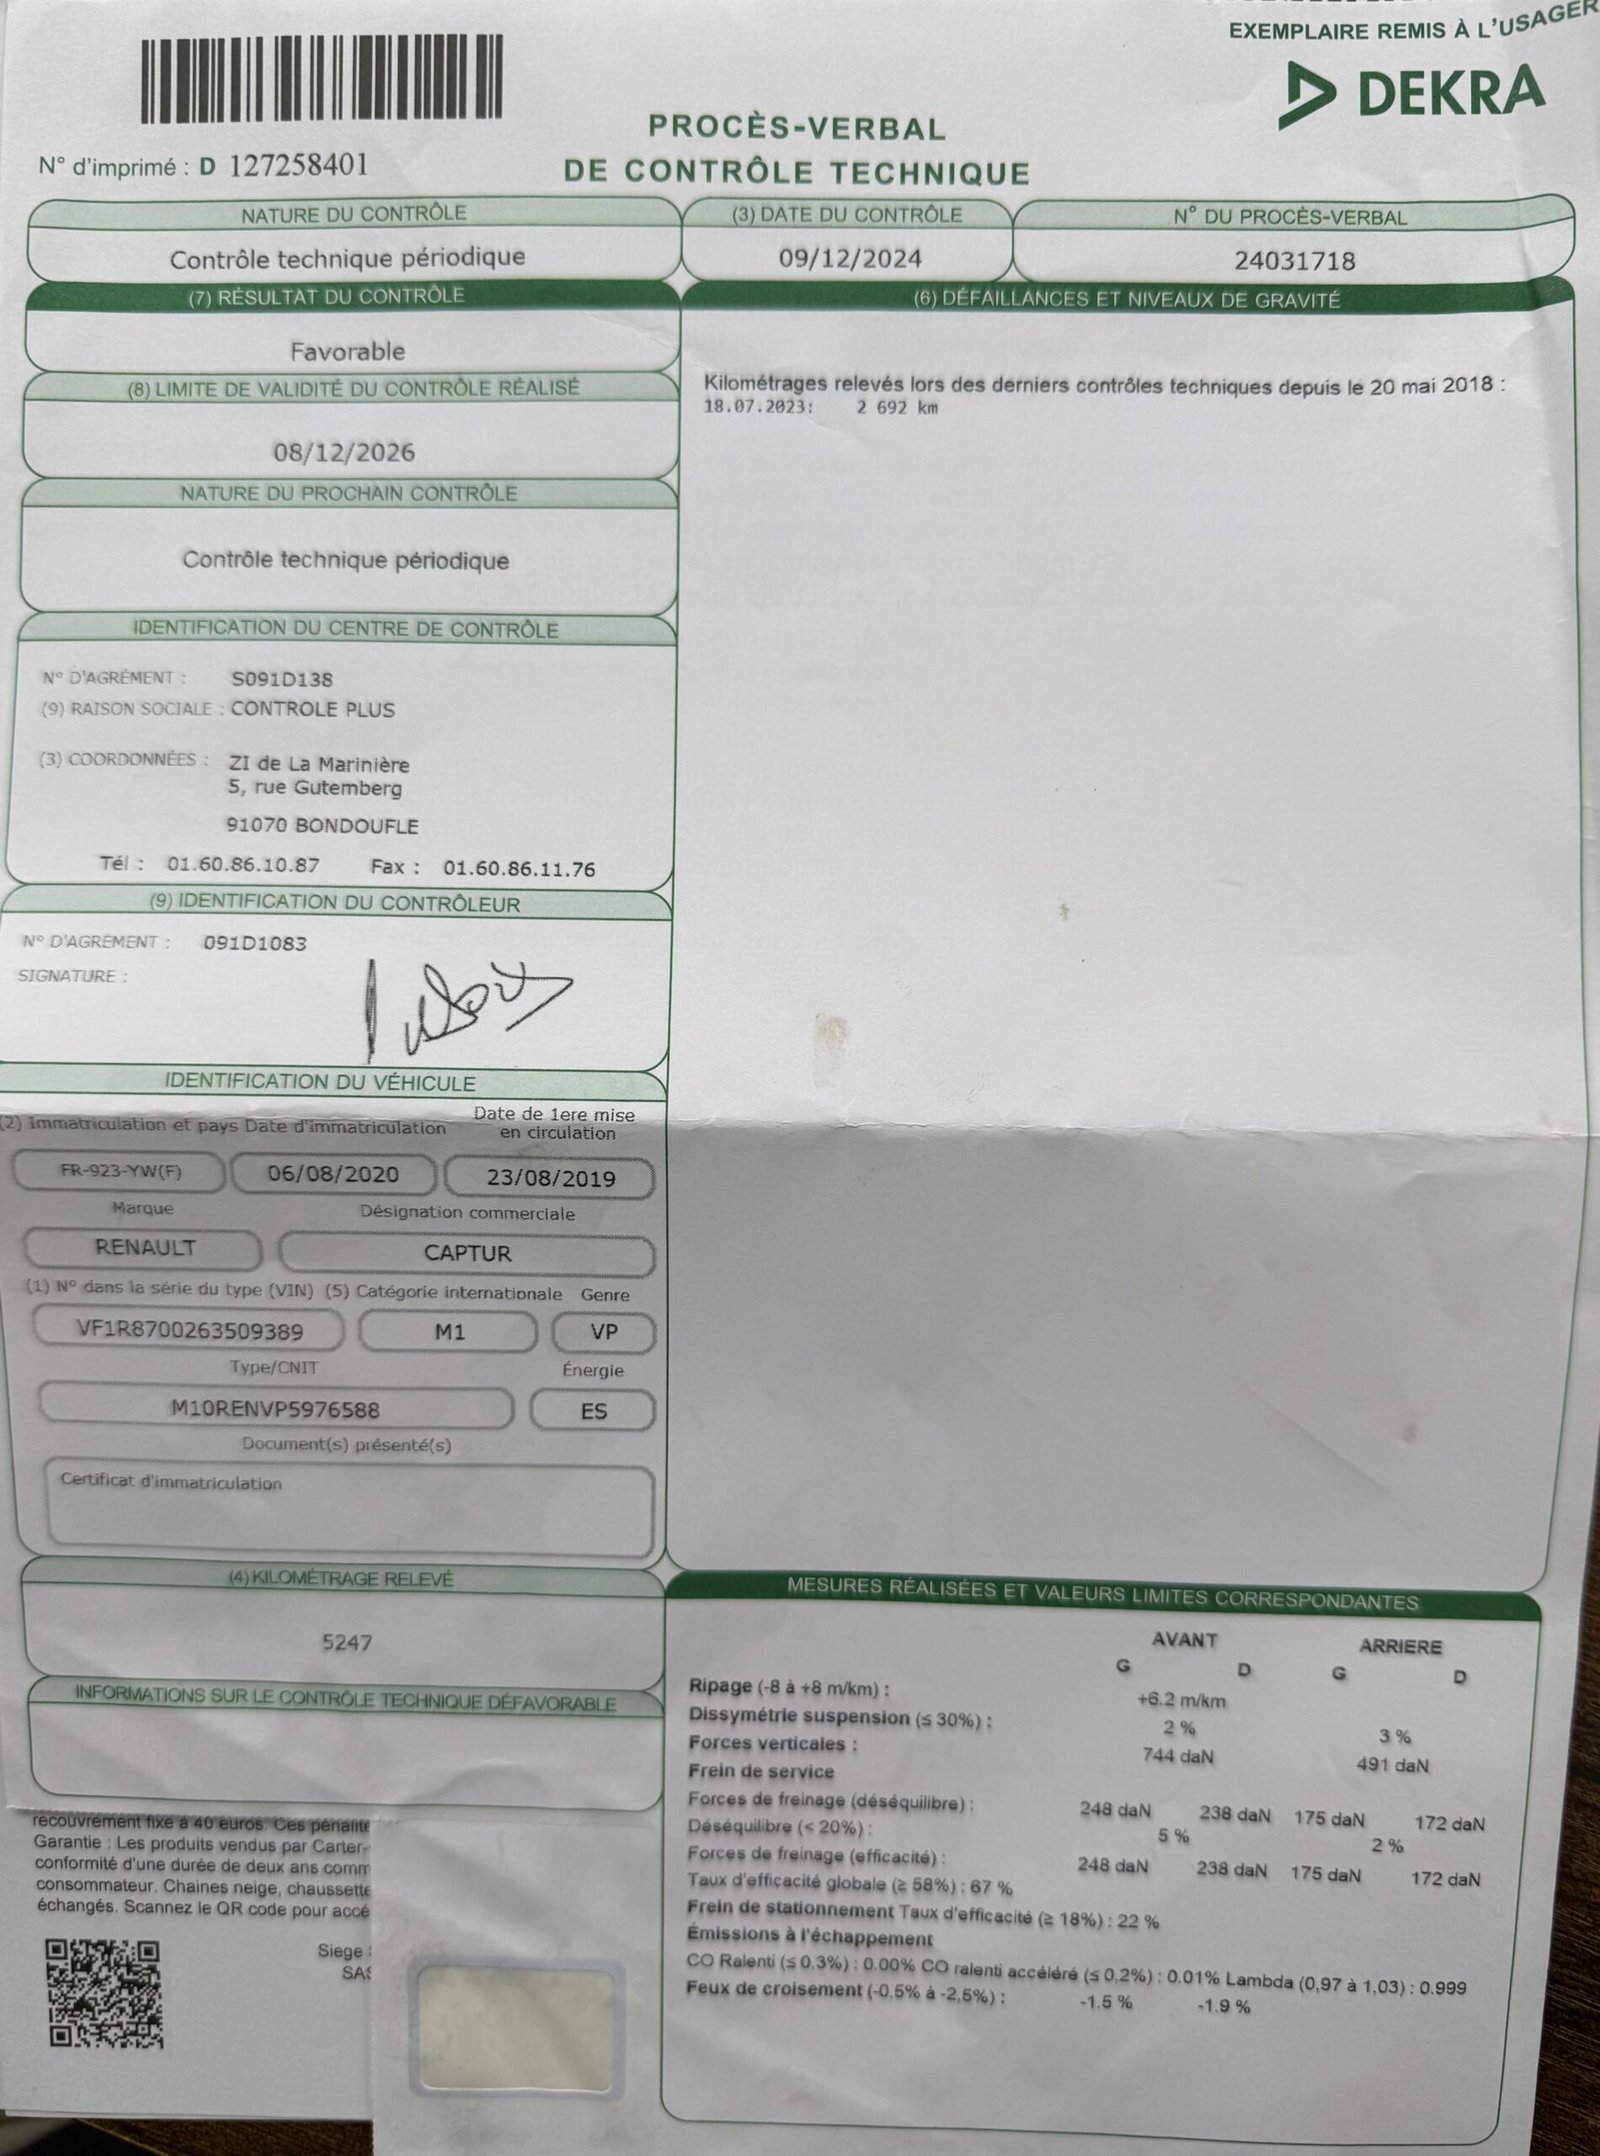 EXEMPLAIRE REMIS À L'USAGER
DEKRA
PROCÈS-VERBAL
DE CONTRÔLE TECHNIQUE
N° d'imprimé : D 127258401
NATURE DU CONTRÔLE
Contrôle technique périodique
(3) DATE DU CONTRÔLE
09/12/2024
N° DU PROCÈS-VERBAL
24031718
(7) RÉSULTAT DU CONTRÔLE
Favorable
(8) LIMITE DE VALIDITÉ DU CONTRÔLE RÉALISÉ
08/12/2026
NATURE DU PROCHAIN CONTRÔLE
Contrôle technique périodique
IDENTIFICATION DU CENTRE DE CONTRÔLE
N° D'AGRÉMENT : S091D138
(9) RAISON SOCIALE : CONTROLE PLUS
(3) COORDONNÉES : ZI de La Marinière
5, rue Gutemberg
91070 BONDOUFLE
Tél : 01.60.86.10.87 Fax : 01.60.86.11.76
(9) IDENTIFICATION DU CONTRÔLEUR
N° D'AGRÉMENT : 091D1083
SIGNATURE :
IDENTIFICATION DU VÉHICULE
(2) Immatriculation et pays Date d'immatriculation Date de 1ere mise
en circulation
FR-923-YW(F) 06/08/2020 23/08/2019
Marque Désignation commerciale
RENAULT CAPTUR
(1) N° dans la série du type (VIN) (5) Catégorie internationale Genre
VF1R8700263509389 M1 VP
Type/CNIT Énergie
M10RENVP5976588 ES
Document(s) présenté(s)
Certificat d'immatriculation
(4) KILOMÉTRAGE RELEVÉ
5247
INFORMATIONS SUR LE CONTRÔLE TECHNIQUE DÉFAVORABLE
(6) DÉFAILLANCES ET NIVEAUX DE GRAVITÉ
Kilométrages relevés lors des derniers contrôles techniques depuis le 20 mai 2018 :
18.07.2023: 2 692 km
MESURES RÉALISÉES ET VALEURS LIMITES CORRESPONDANTES
AVANT ARRIERE
G D G D
Ripage (-8 à +8 m/km) : +6.2 m/km
Dissymétrie suspension (≤ 30%) : 2 % 3 %
Forces verticales : 744 daN 491 daN
Frein de service
Forces de freinage (déséquilibre) : 248 daN 238 daN 175 daN 172 daN
Déséquilibre (< 20%) : 5 % 2 %
Forces de freinage (efficacité) : 248 daN 238 daN 175 daN 172 daN
Taux d'efficacité globale (≥ 58%) : 67 %
Frein de stationnement Taux d'efficacité (≥ 18%) : 22 %
Émissions à l'échappement
CO Ralenti (≤ 0.3%) : 0.00% CO ralenti accéléré (≤ 0,2%) : 0.01% Lambda (0,97 à 1,03) : 0.999
Feux de croisement (-0,5% à -2,5%) : -1.5 % -1.9 %
recouvrement fixe à 40 euros. Ces pénalité
Garantie : Les produits vendus par Carter-
conformité d'une durée de deux ans comm
consommateur. Chaines neige, chaussette
échangés. Scannez le QR code pour accé
Siege
SAS